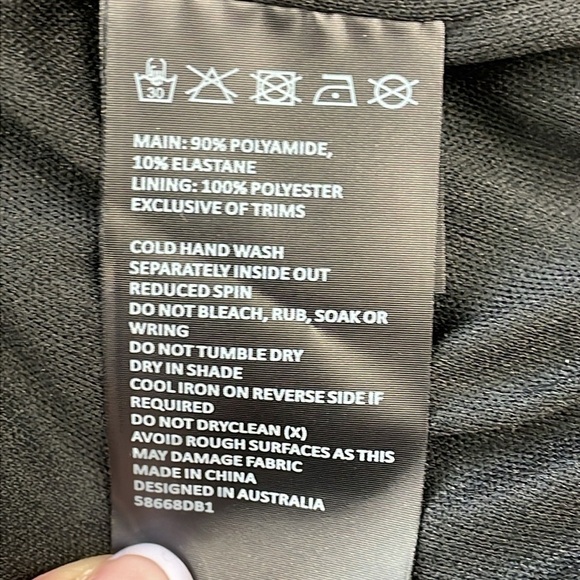 30
MAIN: 90% POLYAMIDE,
10% ELASTANE
LINING: 100% POLYESTER
EXCLUSIVE OF TRIMS
COLD HAND WASH
SEPARATELY INSIDE OUT
REDUCED SPIN
DO NOT BLEACH, RUB, SOAK OR
WRING
DO NOT TUMBLE DRY
DRY IN SHADE
COOL IRON ON REVERSE SIDE IF
REQUIRED
DO NOT DRYCLEAN (X)
AVOID ROUGH SURFACES AS THIS
MAY DAMAGE FABRIC
MADE IN CHINA
DESIGNED IN AUSTRALIA
58668DB1